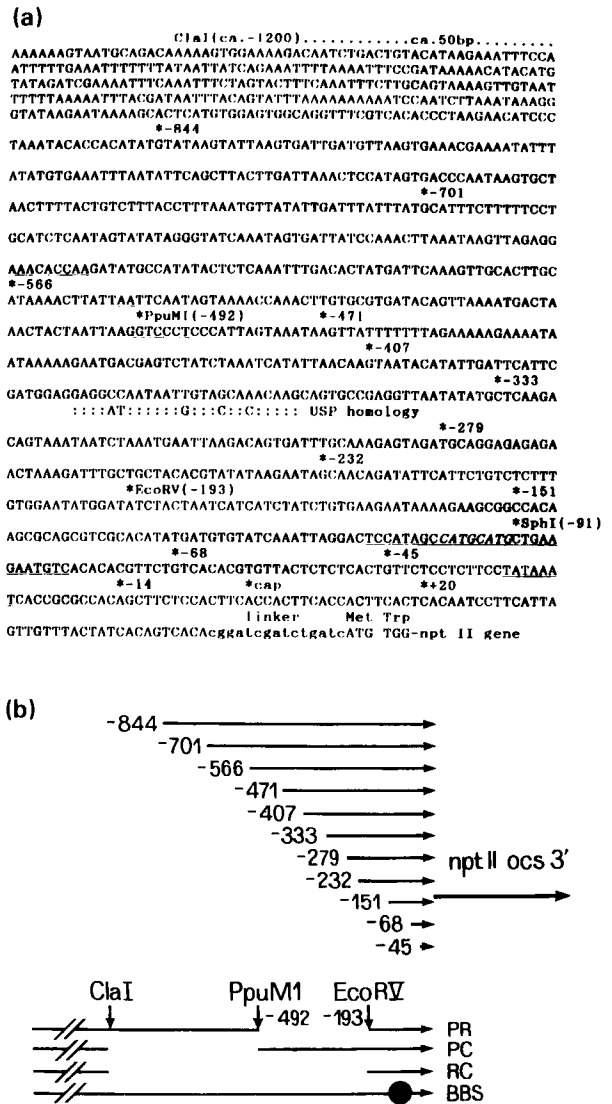 (a)
ClaI(ca.-1200)............ca.50bp.........
AAAAAAGTAATGCAGACAAAAAGTGGAAAAGACAATCTGACTGTACATAAGAAATTTCCA
ATTTTTGAAATTTTTTTATAATTATCAGAAATTTTAAAATTTCCGATAAAAACATACATG
TATAGATCGAAAATTTCAAATTTCTAGTACTTTCAAATTTCTTGCAGTAAAAGTTGTAAT
TTTTTAAAAATTTACGATAATTTACAGTATTTAAAAAAAAAATCCAATCTTAAATAAAGG
GTATAAGAATAAAAGCACTCATGTGGAGTGGCAGGTTTCGTCACACCCTAAGAACATCCC
*-844
TAAATACACCACATATGTATAAGTATTAAGTGATTGATGTTAAGTGAAACGAAAATATTT
ATATGTGAAATTTAATATTCAGCTTACTTGATTAAACTCCATAGTGACCCAATAAGTGCT
*-701
AACTTTTACTGTCTTTACCTTTAAATGTTATATTGATTTATTTATGCATTTCTTTTTCCT
GCATCTCAATAGTATATAGGGTATCAAATAGTGATTATCCAAACTTAAATAAGTTAGAGG
AAACACCAAGATATGCCATATACTCTCAAATTTGACACTATGATTCAAAGTTGCACTTGC
*-566
ATAAAACTTATTAATTCAATAGTAAAACCAAACTTGTGCGTGATACAGTTAAAATGACTA
*PpuMI(-492) *-471
AACTACTAATTAAGGTCCCTCCCATTAGTAAATAAGTTATTTTTTTAGAAAAAGAAAATA
*-407
ATAAAAAGAATGACGAGTCTATCTAAATCATATTAACAAGTAATACATATTGATTCATTC
*-333
GATGGAGGAGGCCAATAATTGTAGCAAACAAGCAGTGCCGAGGTTAATATATGCTCAAGA
::::AT::::::G:::C::C::::: USP homology
*-279
CAGTAAATAATCTAAATGAATTAAGACAGTGATTTGCAAAGAGTAGATGCAGGAGAGAGA
*-232
ACTAAAGATTTGCTGCTACACGTATATAAGAATAGCAACAGATATTCATTCTGTCTCTTT
*EcoRV(-193) *-151
GTGGAATATGGATATCTACTAATCATCATCTATCTGTGAAGAATAAAAGAAGCGGCCACA
*SphI(-91)
AGCGCAGCGTCGCACATATGATGTGTATCAAATTAGGACTCCATAGCCATGCATGCTGAA
*-68 *-45
GAATGTCACACACGTTCTGTCACACGTGTTACTCTCTCACTGTTCTCCTCTTCCTATAAA
*-14 *cap *+20
TCACCGCGCCACAGCTTCTCCACTTCACCACTTCACCACTTCACTCACAATCCTTCATTA
linker Met Trp
GTTGTTTACTATCACAGTCACAcggatcgatctgatcATG TGG-npt II gene
(b)
-844
-701
-566
-471
-407
-333
-279
-232
-151
-68
-45
npt II ocs 3'
ClaI PpuM1 EcoRV
-492 -193
PR
PC
RC
BBS